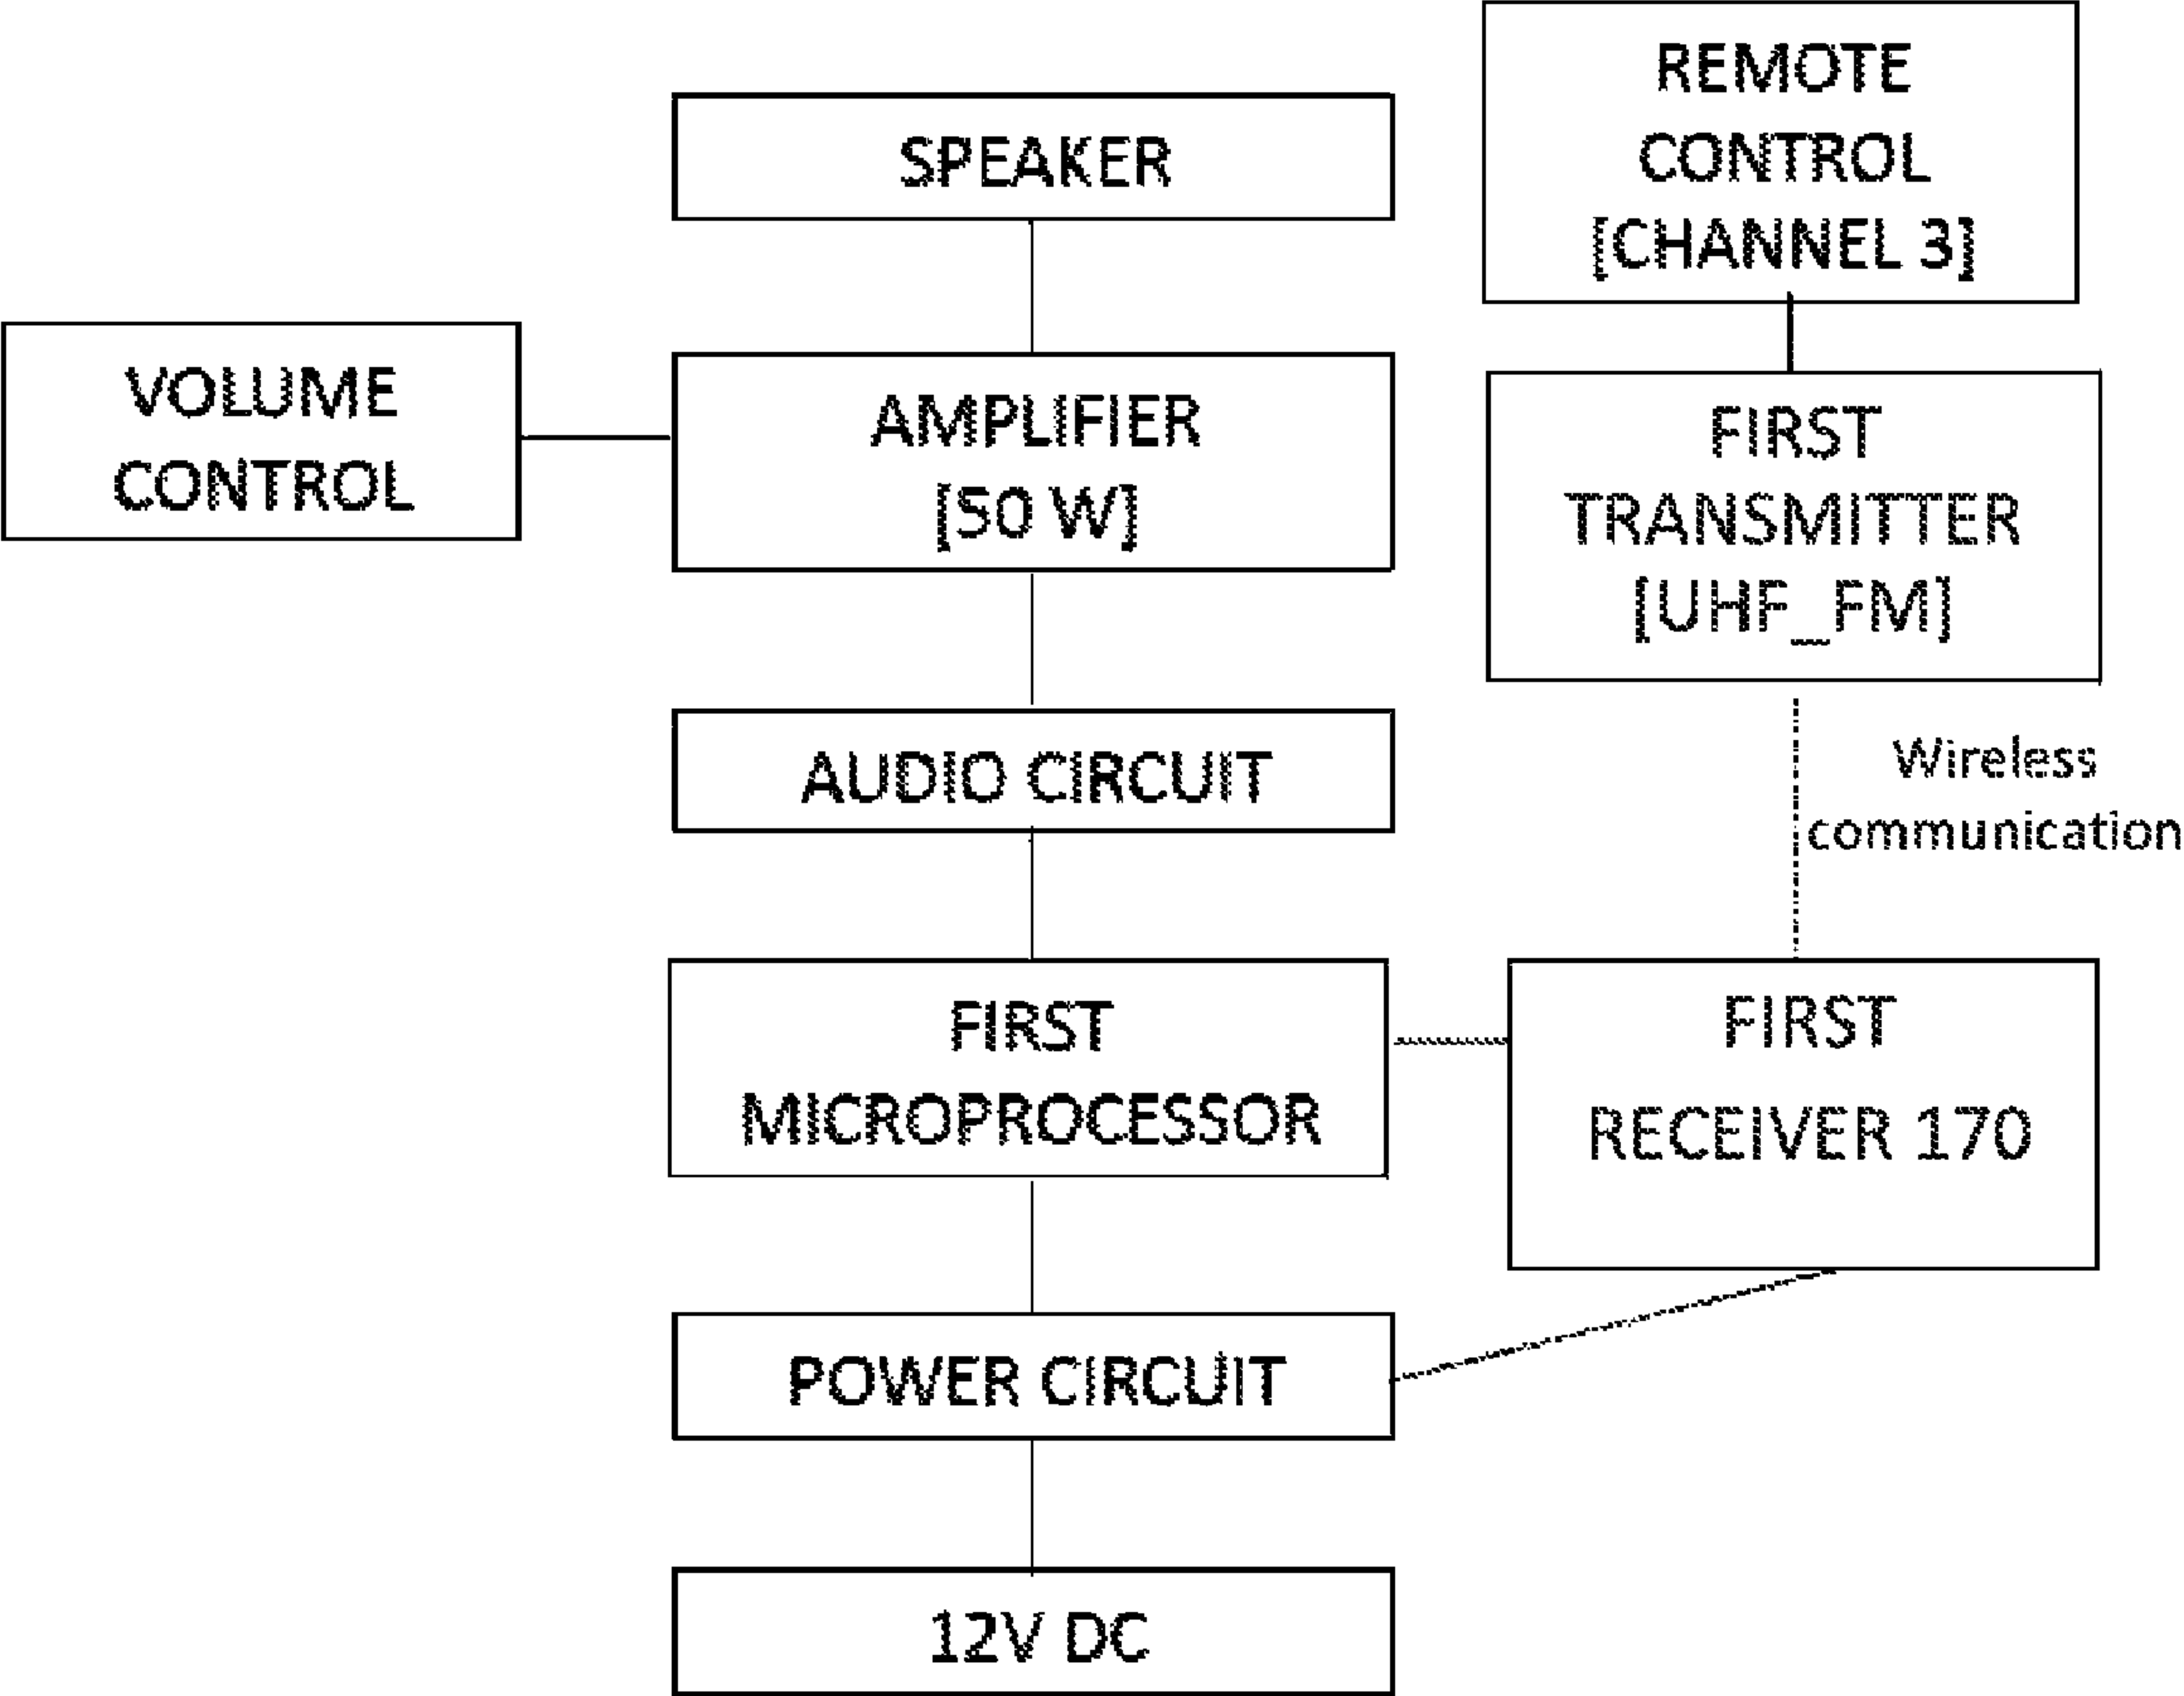 REMOTE
CONTROL
[CHANNEL 3]
SPEAKER
VOLUME
CONTROL
AMPLIFIER
[50 W]
FIRST
TRANSMITTER
[UHF_FM]
AUDIO CIRCUIT
Wireless
communication
FIRST
MICROPROCESSOR
FIRST
RECEIVER 170
POWER CIRCUIT
12V DC